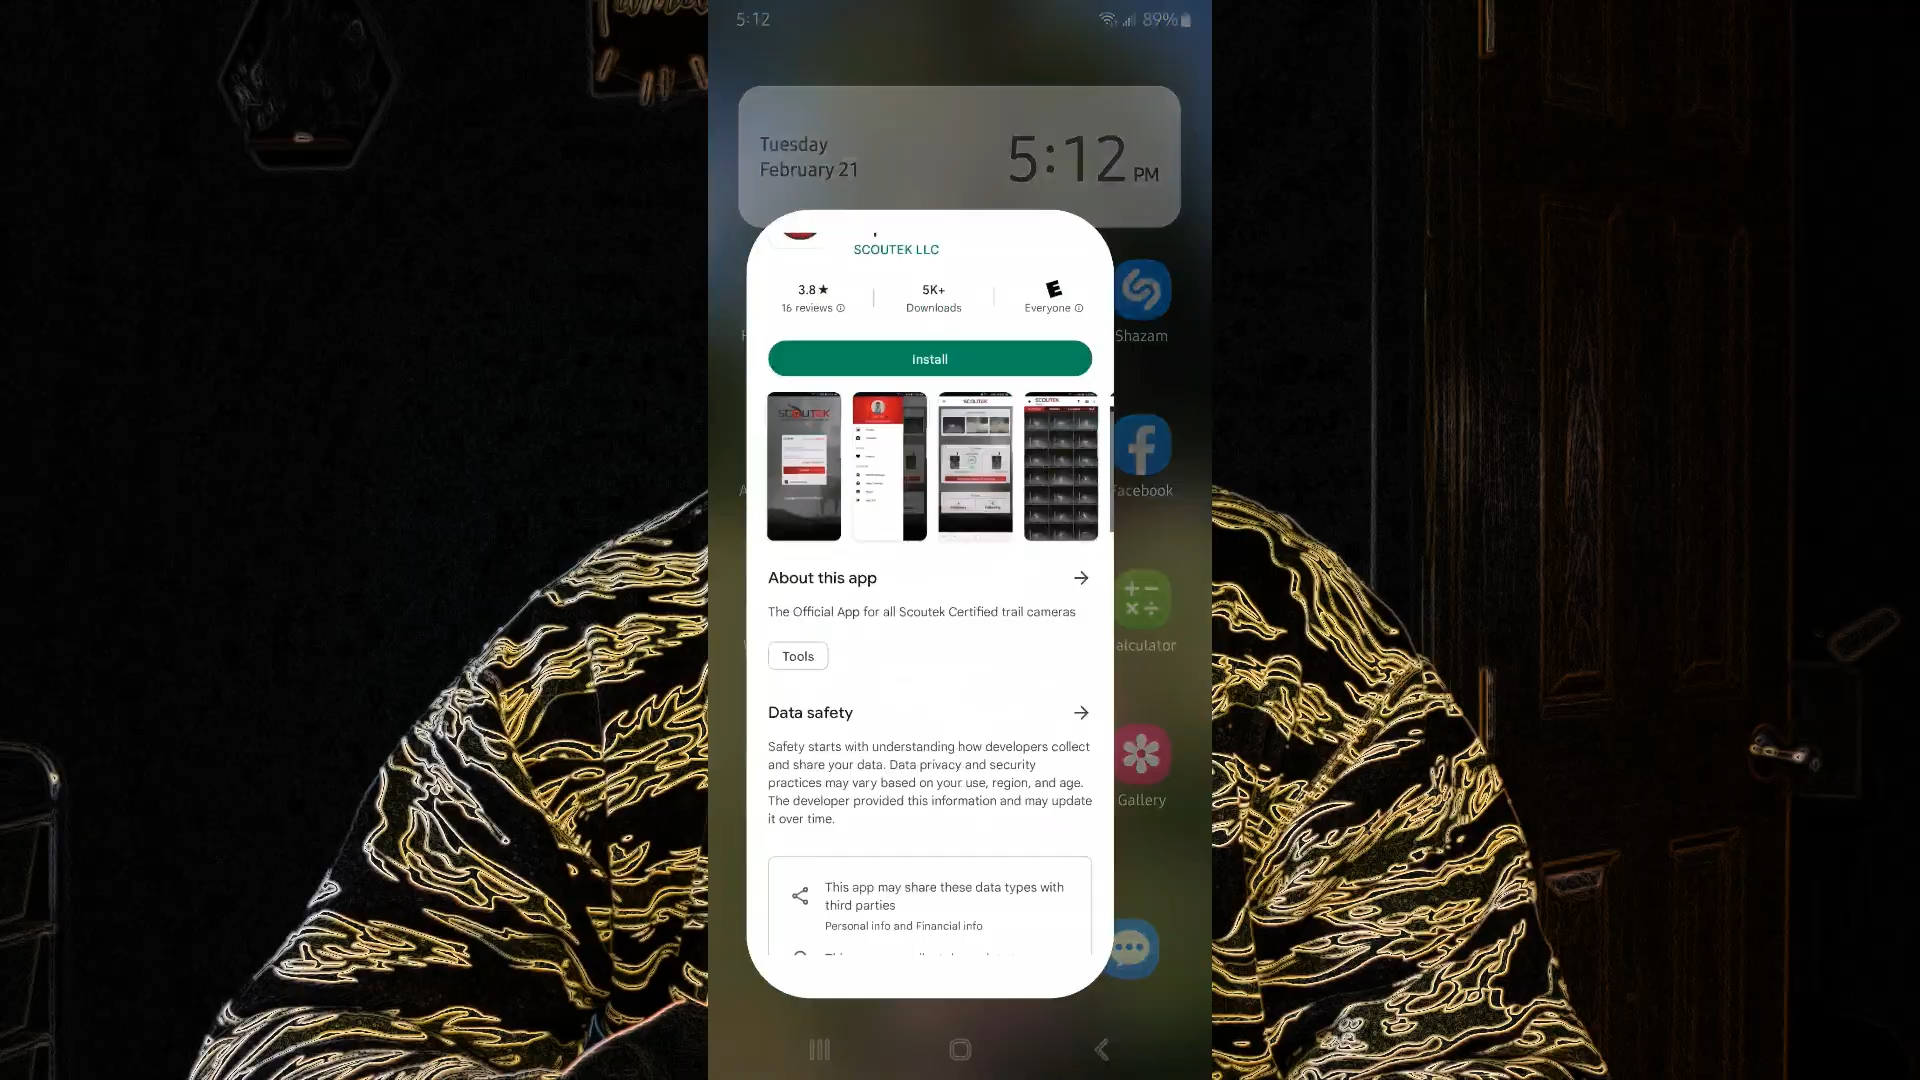 5:12
89%
Tuesday
February 21
5:12 PM
SCOUTEK LLC
3.8★
5K+
16 reviews
Downloads
Everyone
Install
Shazam
SCOUTEK
SCOUTEK
SCOUTEK
Facebook
About this app
The Official App for all Scoutek Certified trail cameras
Tools
alculator
Data safety
Safety starts with understanding how developers collect
and share your data. Data privacy and security
practices may vary based on your use, region, and age.
The developer provided this information and may update
it over time.
Gallery
This app may share these data types with
third parties
Personal info and Financial info